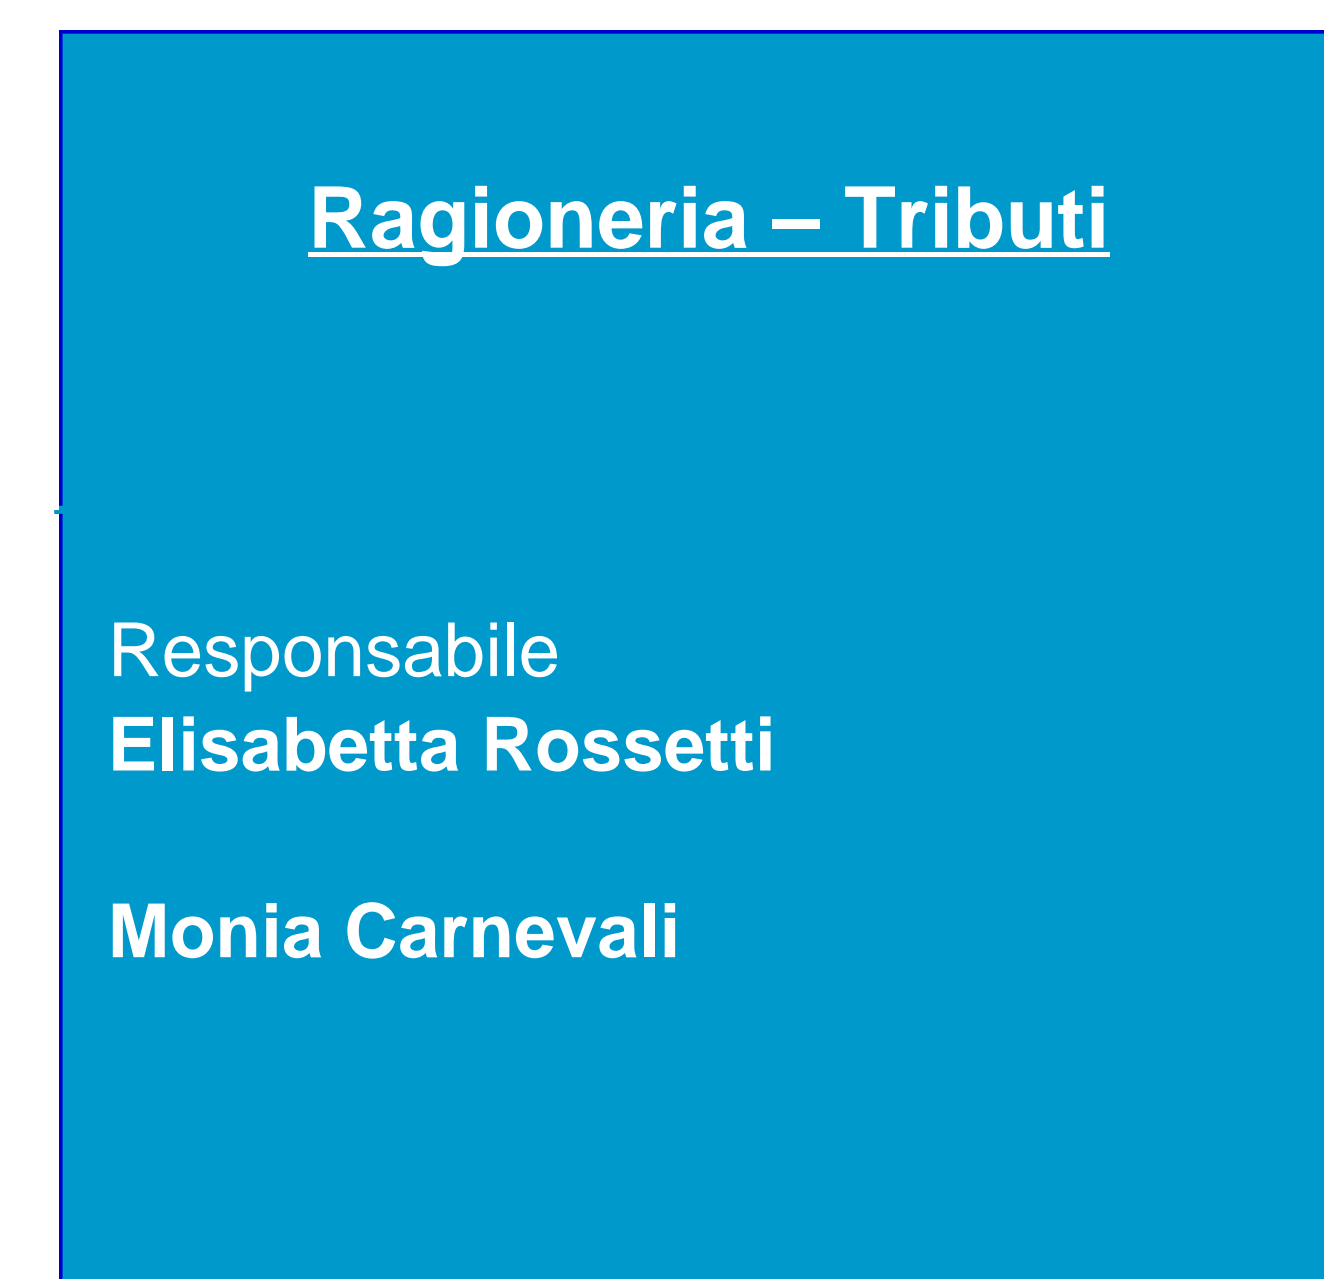 Ragioneria – Tributi
Responsabile
Elisabetta Rossetti
Monia Carnevali